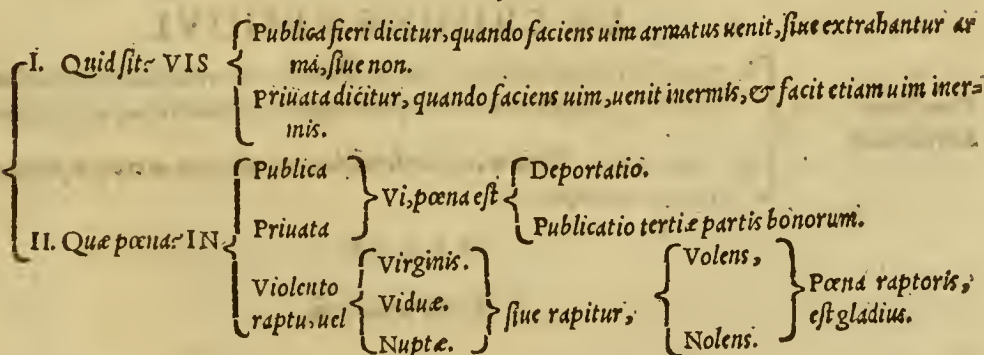 Publica fieri dicitur, quando faciens uim armatus uenit, siue extrahantur ar
I. Quid sit: VIS
ma, siue non.
Priuata dicitur, quando faciens uim, uenit inermis, & facit etiam uim iner=
mis.
Publica
Priuata
Vi, pœna est
Deportatio.
Publicatio tertiæ partis bonorum.
II. Quæ pœna: IN
Violento
raptu, uel
Virginis.
Viduæ.
Nuptæ.
siue rapitur,
Volens,
Nolens.
Pœna raptoris,
est gladius.